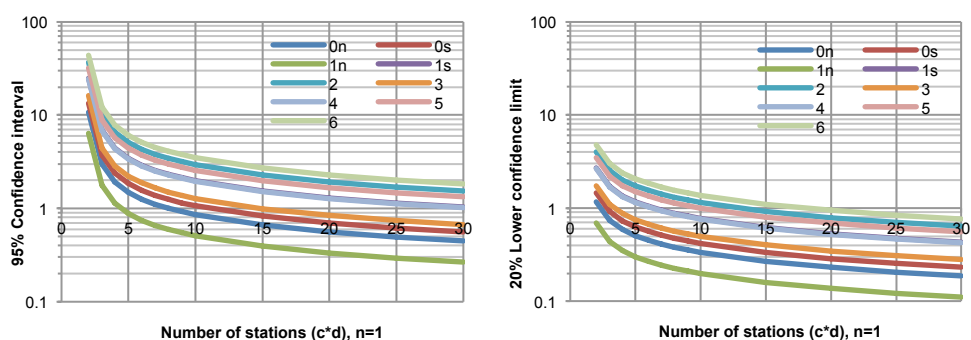 95% Confidence interval
100
10
1
0.1
0 5 10 15 20 25 30
0n 0s
1n 1s
2 3
4 5
6
Number of stations (c*d), n=1
20% Lower confidence limit
100
10
1
0.1
0 5 10 15 20 25 30
0n 0s
1n 1s
2 3
4 5
6
Number of stations (c*d), n=1